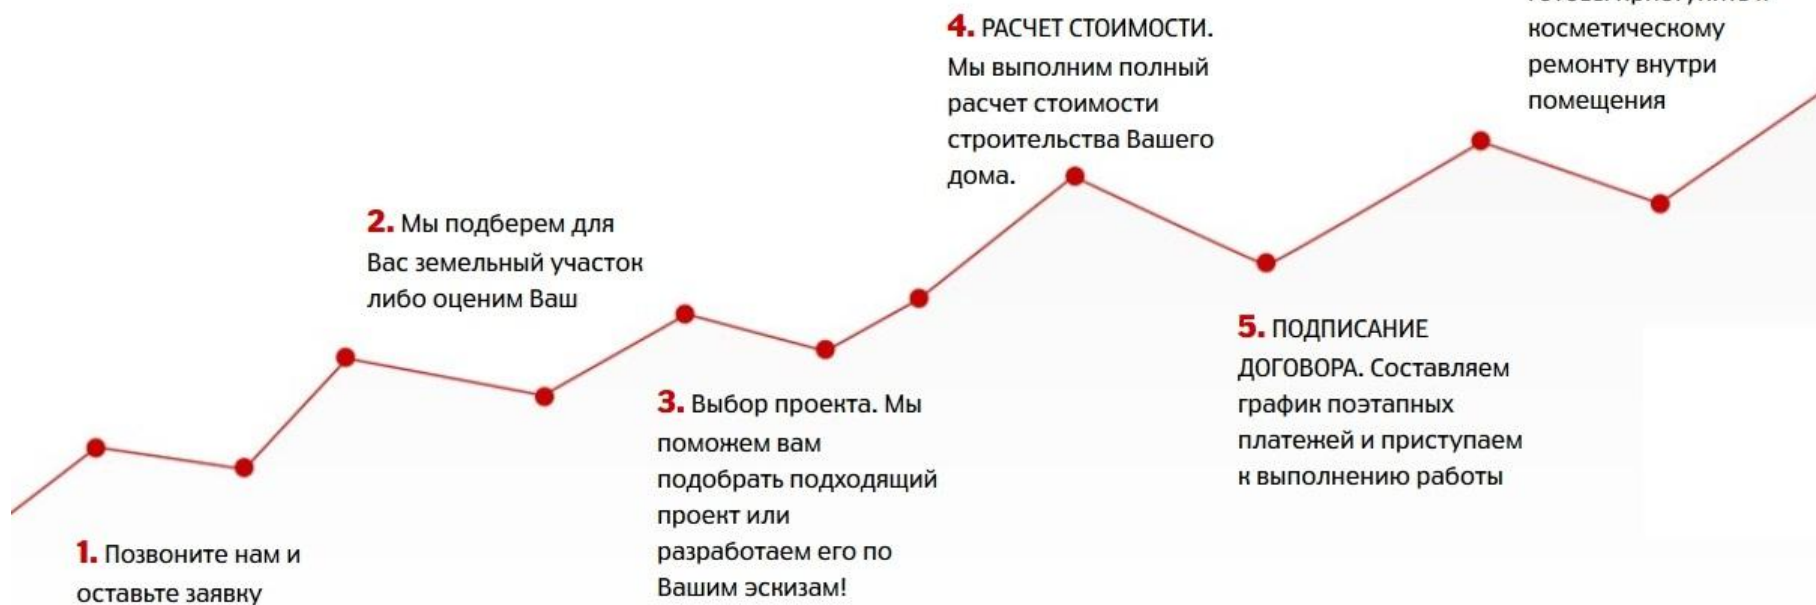 1. Позвоните нам и
оставьте заявку
2. Мы подберем для
Вас земельный участок
либо оценим Ваш
3. Выбор проекта. Мы
поможем вам
подобрать подходящий
проект или
разработаем его по
Вашим эскизам!
4. РАСЧЕТ СТОИМОСТИ.
Мы выполним полный
расчет стоимости
строительства Вашего
дома.
5. ПОДПИСАНИЕ
ДОГОВОРА. Составляем
график поэтапных
платежей и приступаем
к выполнению работы
косметическому
ремонту внутри
помещения